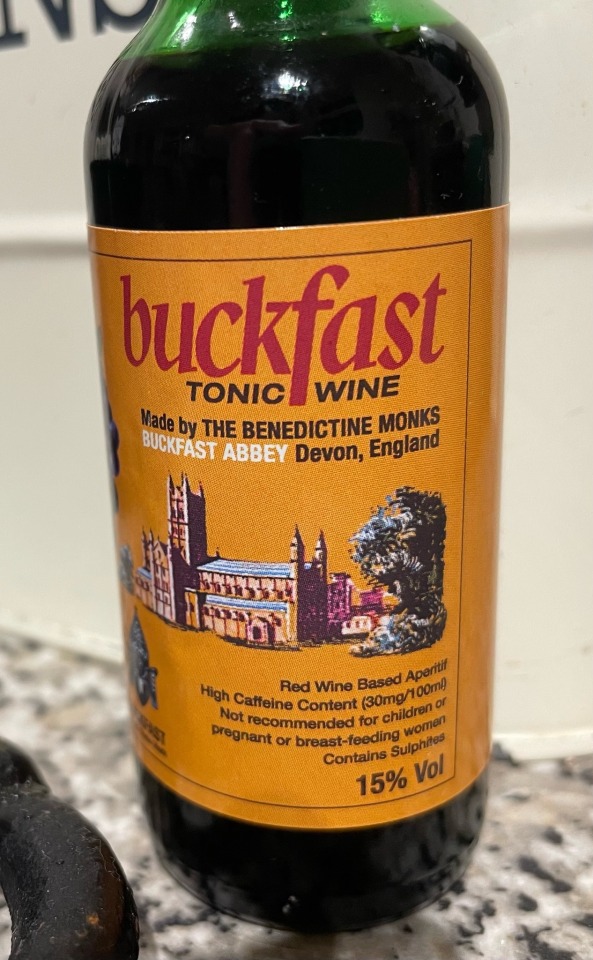 buckfast
TONIC WINE
Made by THE BENEDICTINE MONKS
BUCKFAST ABBEY Devon, England
Red Wine Based Aperitif
High Caffeine Content (30mg/100ml)
Not recommended for children or
pregnant or breast-feeding women
Contains Sulphites
15% Vol